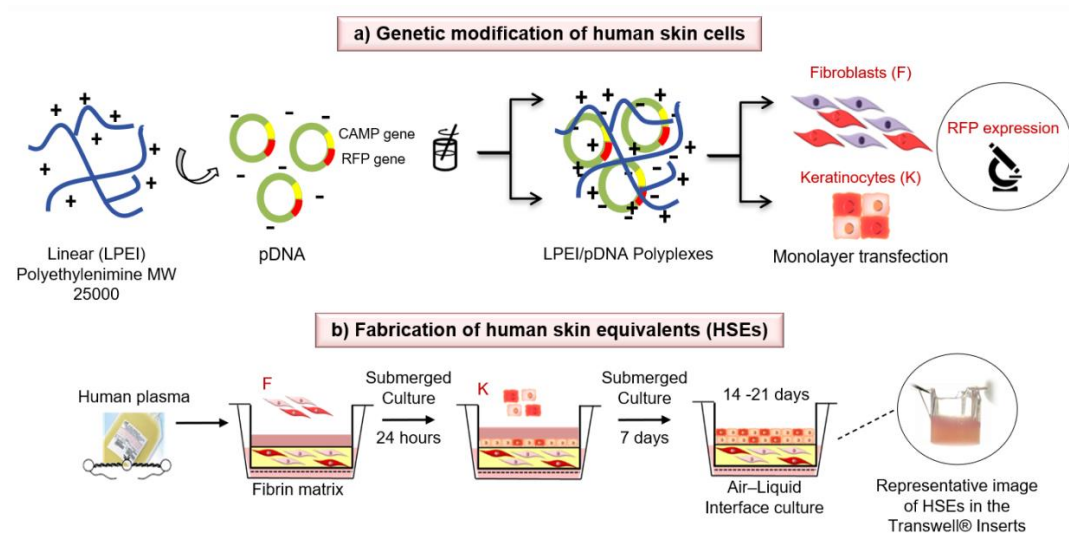 a) Genetic modification of human skin cells
Fibroblasts (F)
CAMP gene
RFP gene
RFP expression
Keratinocytes (K)
Linear (LPEI)
Polyethylenimine MW
25000
pDNA
LPEI/pDNA Polyplexes
Monolayer transfection
b) Fabrication of human skin equivalents (HSEs)
Human plasma
F
Submerged
Culture
24 hours
K
Submerged
Culture
7 days
14 -21 days
Fibrin matrix
Air–Liquid
Interface culture
Representative image
of HSEs in the
Transwell® Inserts